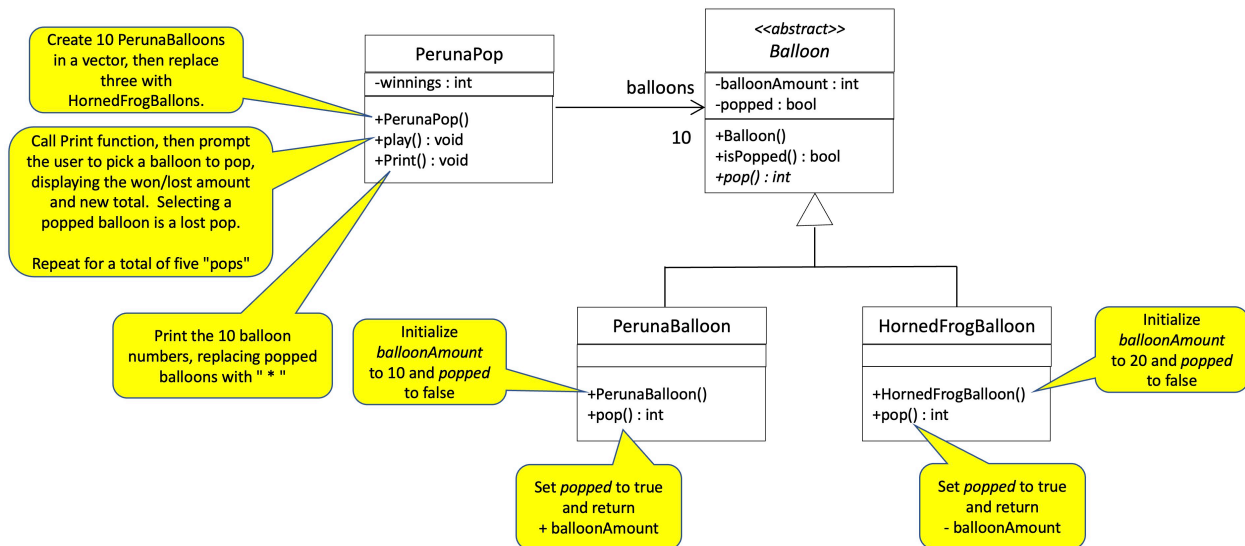 Create 10 PerunaBalloons
in a vector, then replace
three with
HornedFrogBallons.
Call Print function, then prompt
the user to pick a balloon to pop,
displaying the won/lost amount
and new total.  Selecting a
popped balloon is a lost pop.
Repeat for a total of five "pops"
Print the 10 balloon
numbers, replacing popped
balloons with " * "
PerunaPop
-winnings : int
+PerunaPop()
+play() : void
+Print() : void
balloons
10
<<abstract>>
Balloon
-balloonAmount : int
-popped : bool
+Balloon()
+isPopped() : bool
+pop() : int
Initialize
balloonAmount
to 10 and popped
to false
PerunaBalloon
+PerunaBalloon()
+pop() : int
Set popped to true
and return
+ balloonAmount
HornedFrogBalloon
+HornedFrogBalloon()
+pop() : int
Initialize
balloonAmount
to 20 and popped
to false
Set popped to true
and return
- balloonAmount